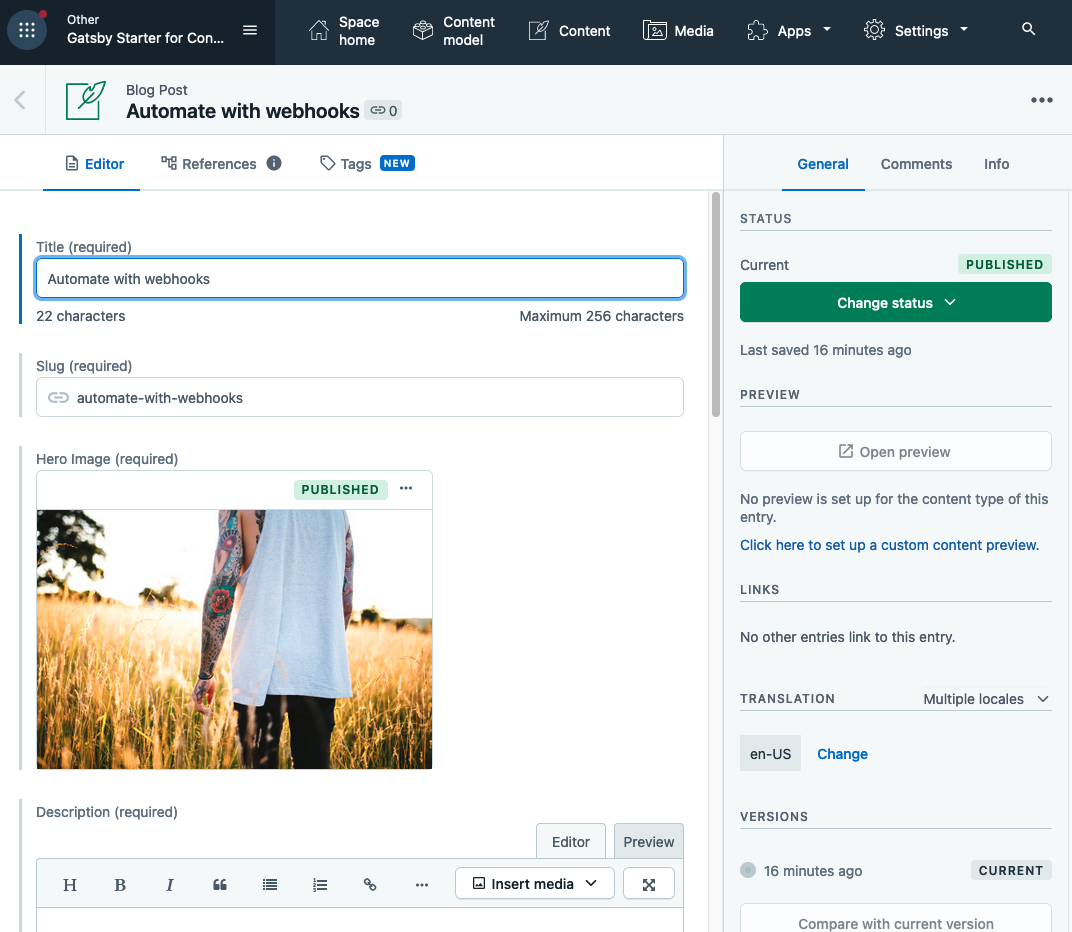 Other
Gatsby Starter for Con...
Space home
Content model
Content
Media
Apps
Settings
Blog Post
Automate with webhooks
0
Editor
References
Tags NEW
General
Comments
Info
Title (required)
Automate with webhooks
22 characters
Maximum 256 characters
Slug (required)
automate-with-webhooks
Hero Image (required)
PUBLISHED
Description (required)
Editor
Preview
H B I
Insert media
STATUS
Current
PUBLISHED
Change status
Last saved 16 minutes ago
PREVIEW
Open preview
No preview is set up for the content type of this
entry.
Click here to set up a custom content preview.
LINKS
No other entries link to this entry.
TRANSLATION
Multiple locales
en-US
Change
VERSIONS
16 minutes ago
CURRENT
Compare with current version